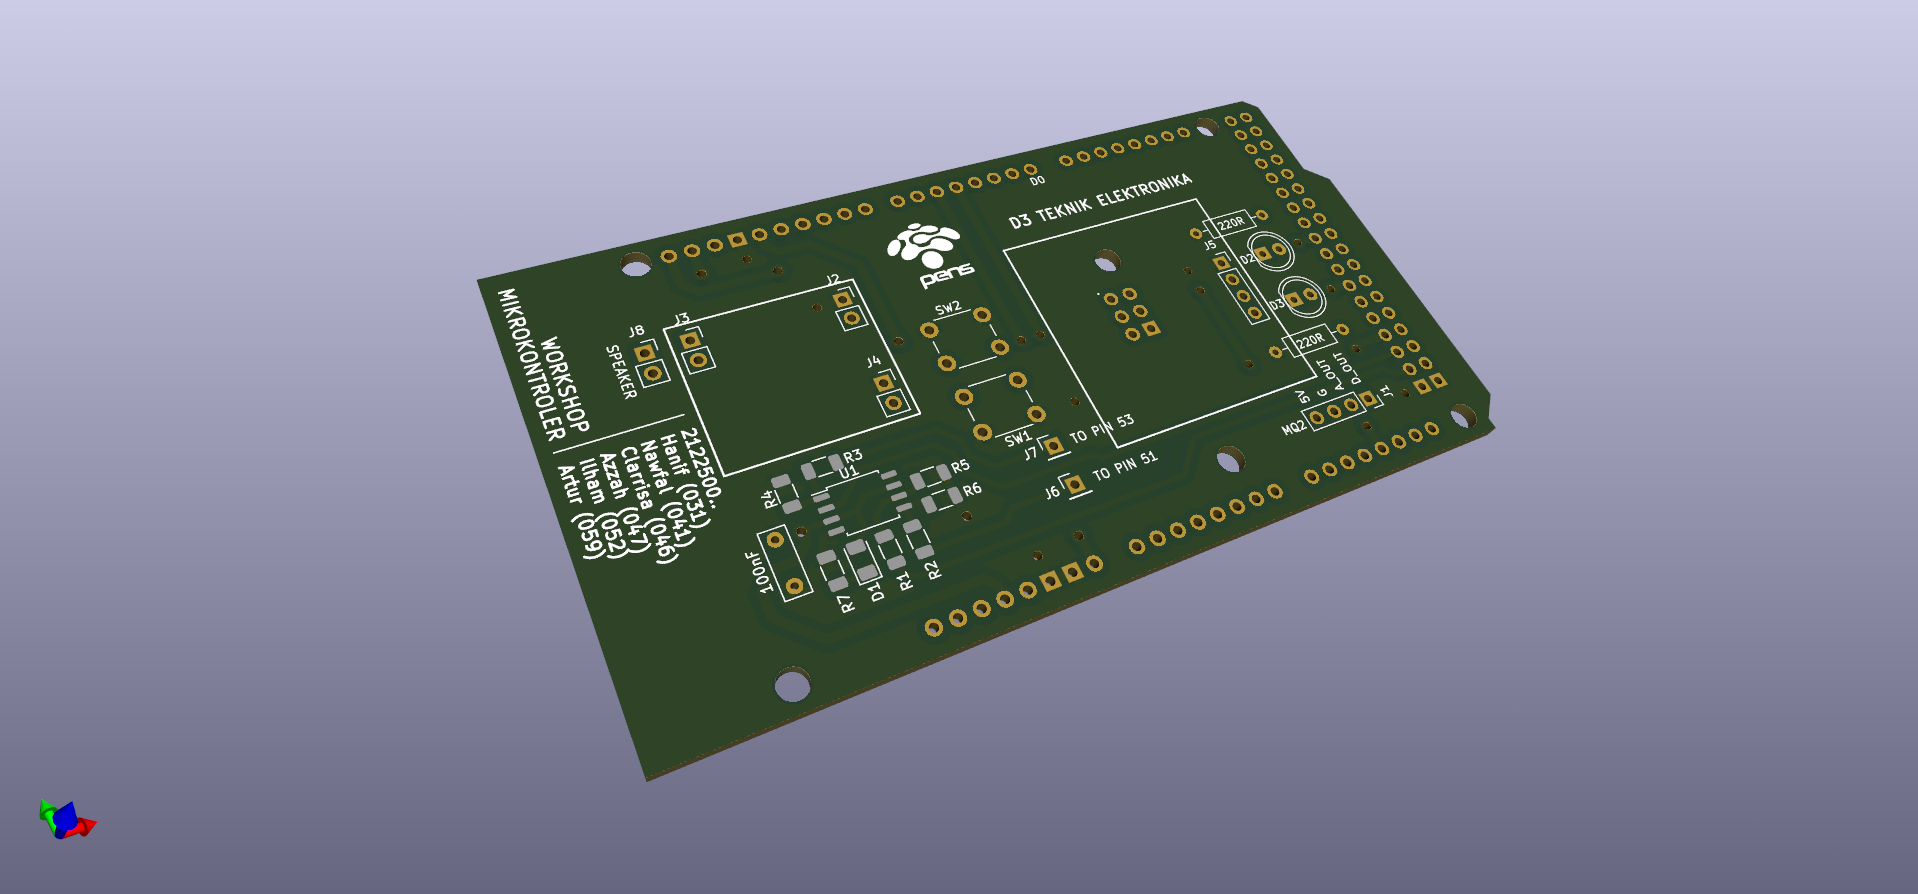 WORKSHOP
MIKROKONTROLER
2122500..
Hanif (031)
Nawfal (041)
Clarrisa (046)
Azzah (047)
Ilham (052)
Artur (059)
J8
SPEAKER
J3
J2
J4
pens
D0
D3 TEKNIK ELEKTRONIKA
SW2
SW1
J7
TO PIN 53
J6
TO PIN 51
220R
J5
D2
D3
220R
5V
G
A_OUT
D_OUT
MQ2
J1
R3
U1
R4
R5
R6
100nF
R7
D1
R1
R2